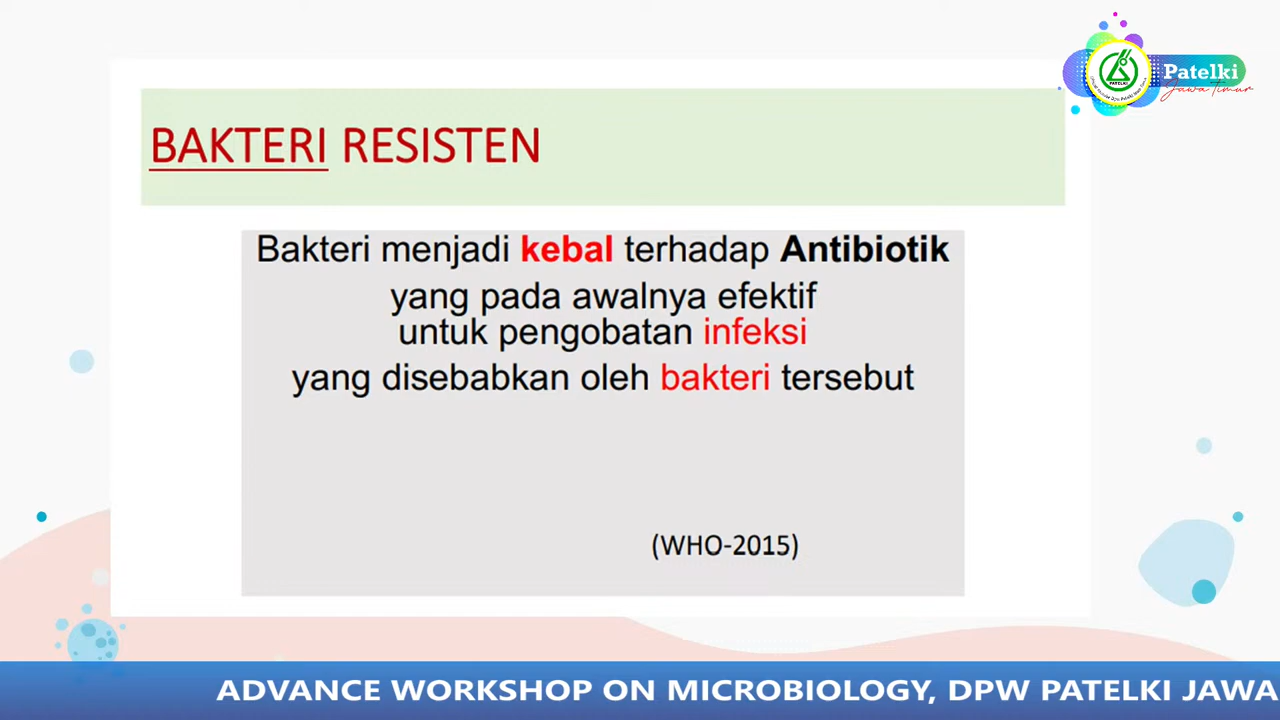 Patelki
Jawa Timur
PATELKI
BAKTERI RESISTEN
Bakteri menjadi kebal terhadap Antibiotik
yang pada awalnya efektif
untuk pengobatan infeksi
yang disebabkan oleh bakteri tersebut
(WHO-2015)
ADVANCE WORKSHOP ON MICROBIOLOGY, DPW PATELKI JAWA